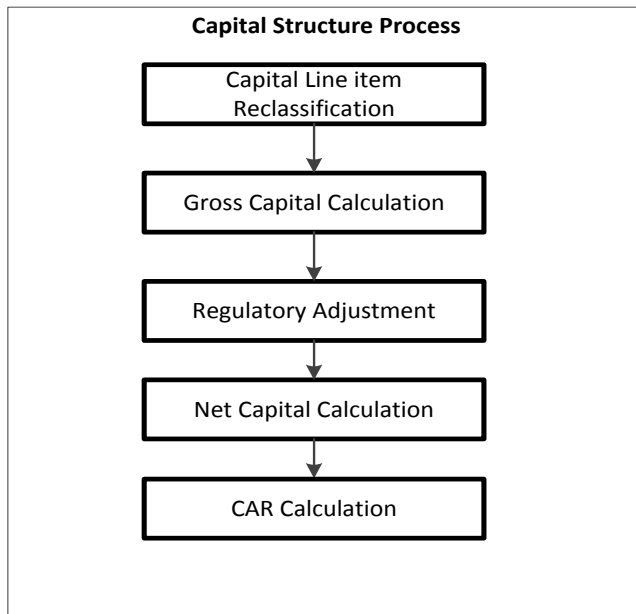 Capital Structure Process
Capital Line item
Reclassification
Gross Capital Calculation
Regulatory Adjustment
Net Capital Calculation
CAR Calculation